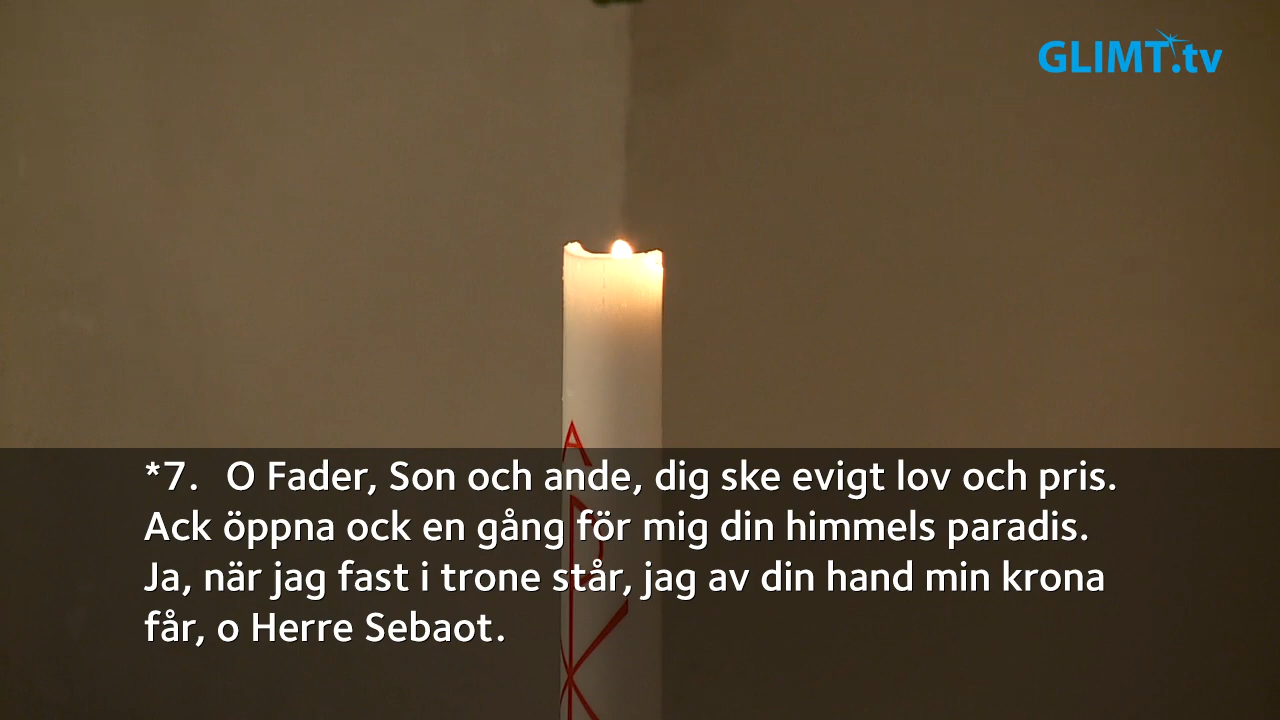 GLIMT.tv
A
*7. O Fader, Son och ande, dig ske evigt lov och pris.
Ack öppna ock en gång för mig din himmels paradis.
Ja, när jag fast i trone står, jag av din hand min krona
får, o Herre Sebaot.